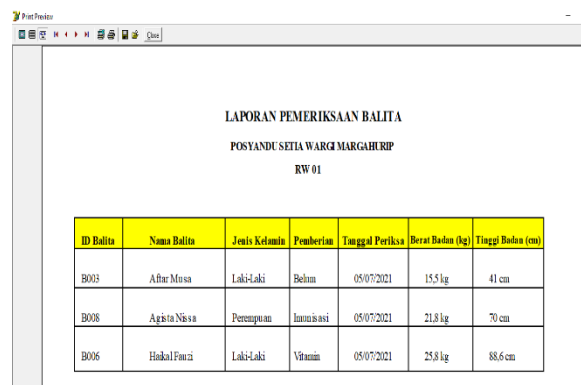 Print Preview
Close
LAPORAN PEMERIKSAAN BALITA
POSYANDU SETIA WARGI MARGAHURIP
RW 01
ID Balita Nama Balita Jenis Kelamin Pemberian Tanggal Periksa Berat Badan (kg) Tinggi Badan (cm)
B003 Aftar Musa Laki-Laki Belum 05/07/2021 15,5 kg 41 cm
B008 Agista Nissa Perempuan Imunisasi 05/07/2021 21,8 kg 70 cm
B006 Haikal Fauzi Laki-Laki Vitamin 05/07/2021 25,8 kg 88,6 cm